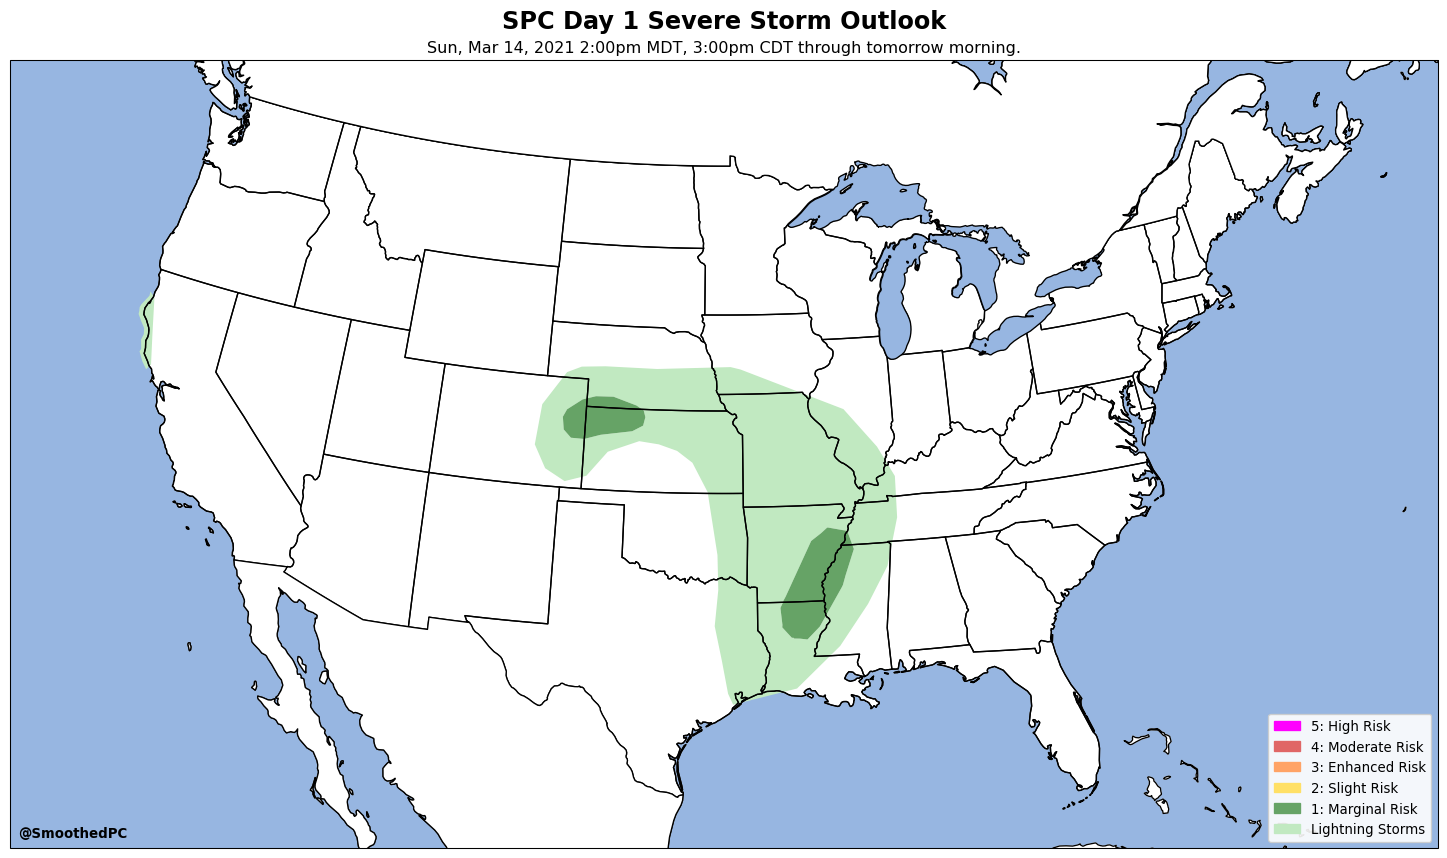 SPC Day 1 Severe Storm Outlook
Sun, Mar 14, 2021 2:00pm MDT, 3:00pm CDT through tomorrow morning.
5: High Risk
4: Moderate Risk
3: Enhanced Risk
2: Slight Risk
1: Marginal Risk
Lightning Storms
@SmoothedPC